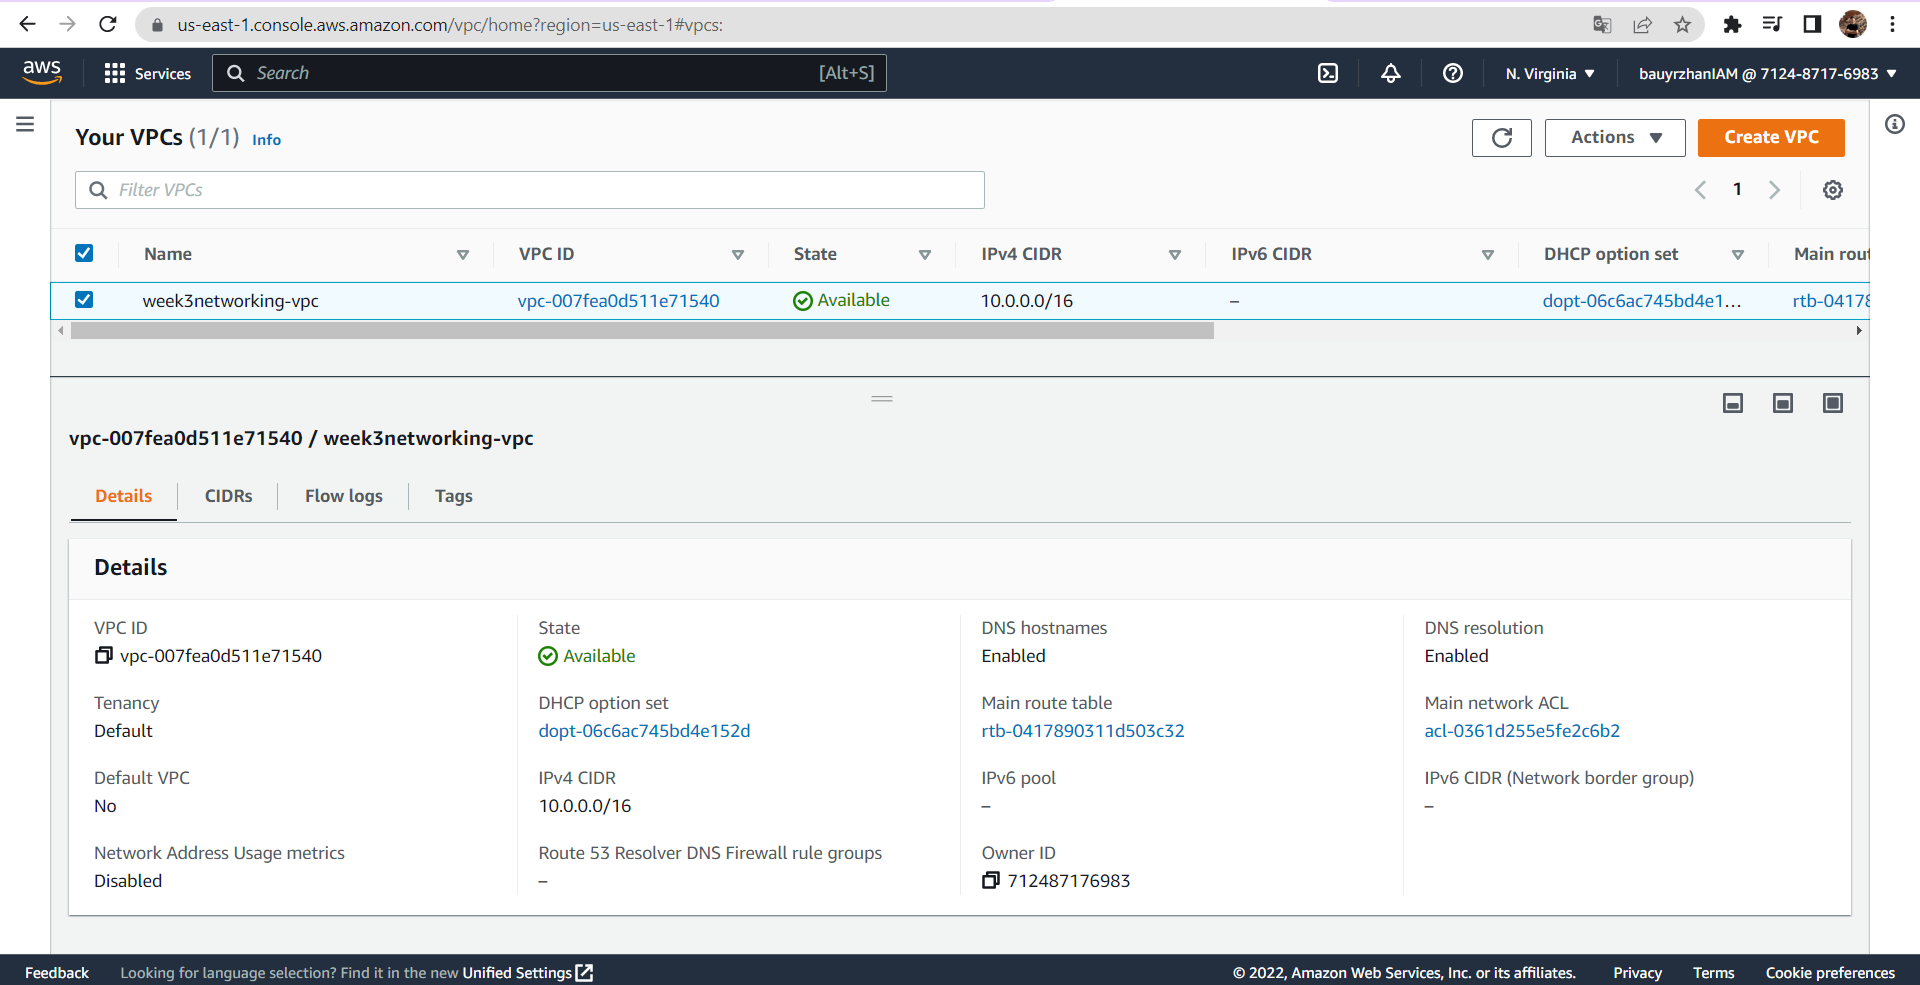 us-east-1.console.aws.amazon.com/vpc/home?region=us-east-1#vpcs:
aws Services Search [Alt+S] N. Virginia ▼ bauyrzhanIAM @ 7124-8717-6983 ▼
Your VPCs (1/1) Info Actions ▼ Create VPC
Filter VPCs 1
Name VPC ID State IPv4 CIDR IPv6 CIDR DHCP option set Main rout
week3networking-vpc vpc-007fea0d511e71540 Available 10.0.0.0/16 – dopt-06c6ac745bd4e1... rtb-04178
vpc-007fea0d511e71540 / week3networking-vpc
Details CIDRs Flow logs Tags
Details
VPC ID State DNS hostnames DNS resolution
vpc-007fea0d511e71540 Available Enabled Enabled
Tenancy DHCP option set Main route table Main network ACL
Default dopt-06c6ac745bd4e152d rtb-0417890311d503c32 acl-0361d255e5fe2c6b2
Default VPC IPv4 CIDR IPv6 pool IPv6 CIDR (Network border group)
No 10.0.0.0/16 – –
Network Address Usage metrics Route 53 Resolver DNS Firewall rule groups Owner ID
Disabled – 712487176983
Feedback Looking for language selection? Find it in the new Unified Settings © 2022, Amazon Web Services, Inc. or its affiliates. Privacy Terms Cookie preferences